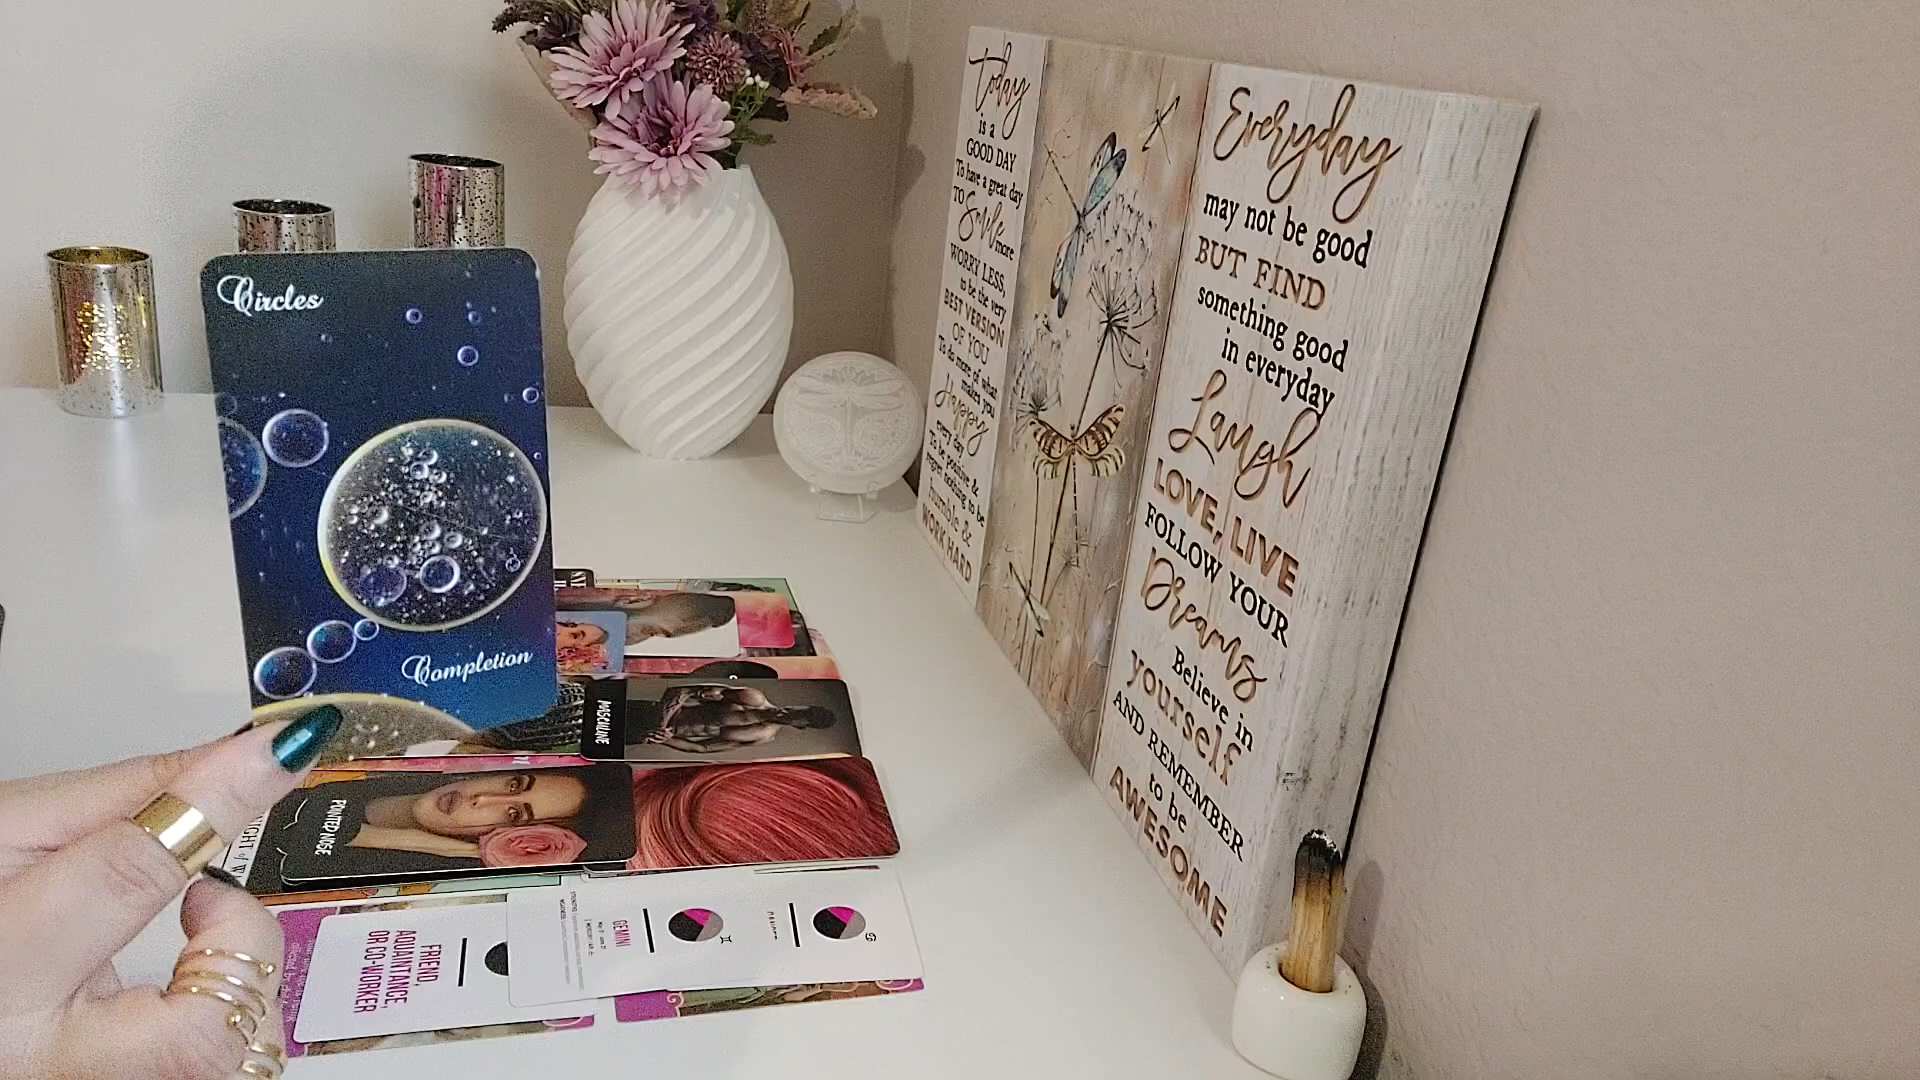 Circles
Completion
Today
is a
GOOD DAY
To have a great day
TO Smile more
WORRY LESS,
to be the very
BEST VERSION
OF YOU
To do more of what
makes you
Happy
every day
To be positive &
regret nothing to be
humble &
WORK HARD
Everyday
may not be good
BUT FIND
something good
in everyday
Laugh
LOVE, LIVE
FOLLOW YOUR
Dreams
Believe in
yourself
AND REMEMBER
to be
AWESOME
MASCULINE
POINTED NOSE
GEMINI
FRIEND,
AQUAINTANCE,
OR CO-WORKER